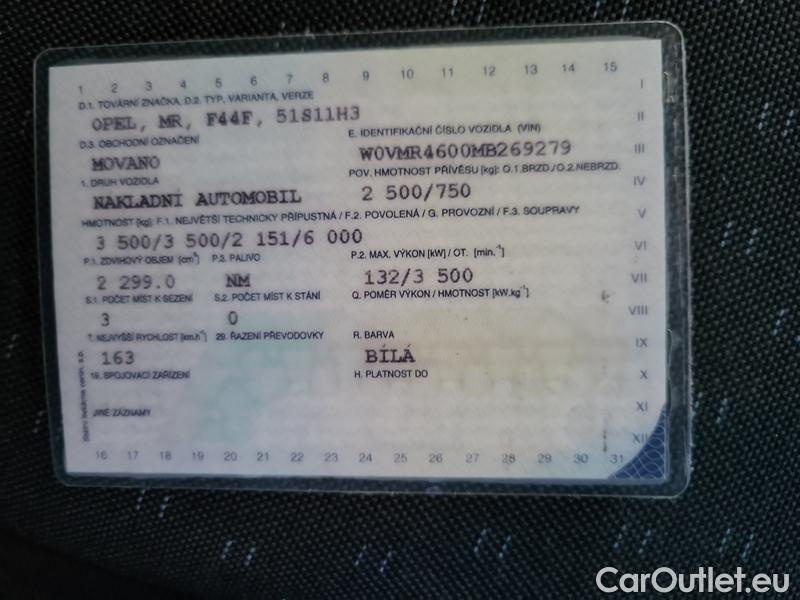 1 2 3 4 5 6 7 8 9 10 11 12 13 14 15
D.1. TOVÁRNÍ ZNAČKA, D.2. TYP, VARIANTA, VERZE
OPEL, MR, F44F, 51S11H3
D.3. OBCHODNÍ OZNAČENÍ
E. IDENTIFIKAČNÍ ČÍSLO VOZIDLA (VIN)
MOVANO
W0VMR4600MB269279
1. DRUH VOZIDLA
POV. HMOTNOST PŘÍVĚSU [kg]: O.1. BRZD./O.2. NEBRZD.
NÁKLADNÍ AUTOMOBIL
2 500/750
HMOTNOST [kg]: F.1. NEJVĚTŠÍ TECHNICKY PŘÍPUSTNÁ / F.2. POVOLENÁ / G. PROVOZNÍ / F.3. SOUPRAVY
3 500/3 500/2 151/6 000
P.1. ZDVIHOVÝ OBJEM [cm³]
P.3. PALIVO
P.2. MAX. VÝKON [kW] / OT. [min.⁻¹]
2 299.0
NM
132/3 500
S.1. POČET MÍST K SEZENÍ
S.2. POČET MÍST K STÁNÍ
Q. POMĚR VÝKON / HMOTNOST [kW.kg⁻¹]
3
0
T. NEJVYŠŠÍ RYCHLOST [km.h⁻¹]
29. ŘAZENÍ PŘEVODOVKY
R. BARVA
163
BÍLÁ
19. SPOJOVACÍ ZAŘÍZENÍ
H. PLATNOST DO
JINÉ ZÁZNAMY
16 17 18 19 20 21 22 23 24 25 26 27 28 29 30 31
I
II
III
IV
V
VI
VII
VIII
IX
X
XI
XII
Státní tiskárna cenin, s.p.
CarOutlet.eu